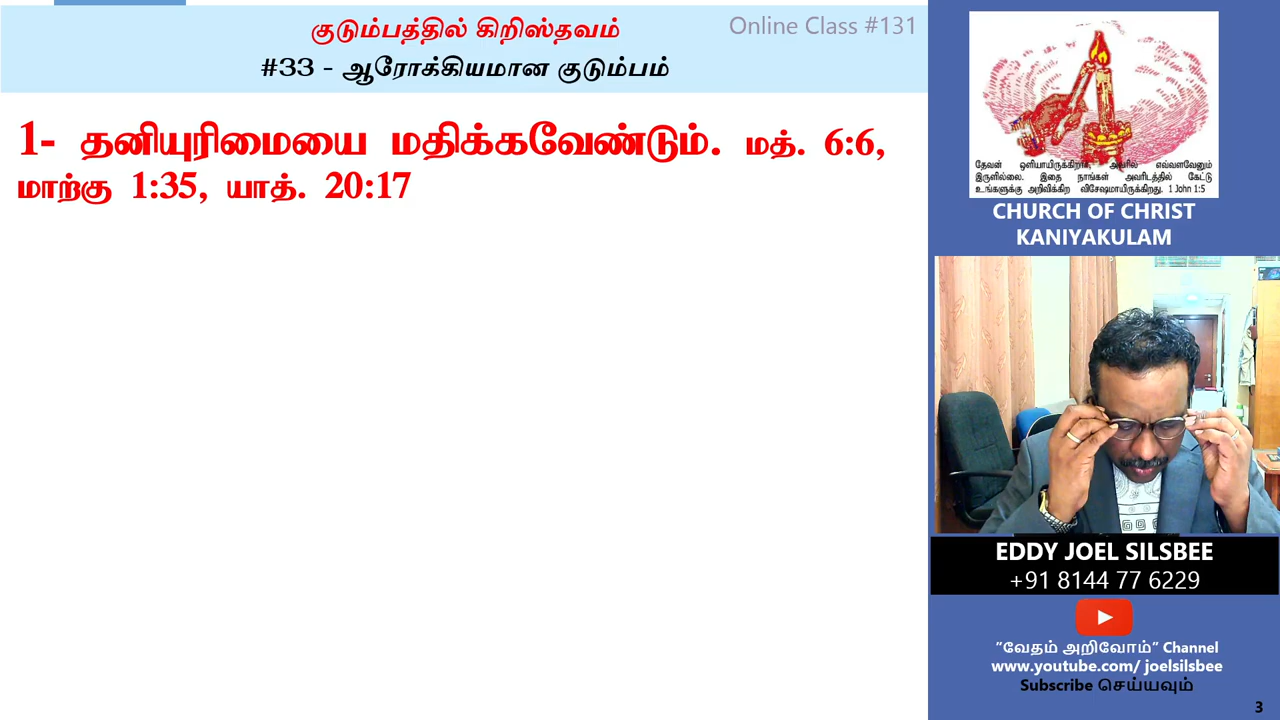 குடும்பத்தில் கிறிஸ்தவம்
Online Class #131
#33 - ஆரோக்கியமான குடும்பம்
1- தனியுரிமையை மதிக்கவேண்டும். மத். 6:6,
மாற்கு 1:35, யாத். 20:17
தேவன் ஒளியாயிருக்கிறார், அவரில் எவ்வளவேனும்
இருளில்லை. இதை நாங்கள் அவரிடத்தில் கேட்டு
உங்களுக்கு அறிவிக்கிற விசேஷமாயிருக்கிறது. 1 John 1:5
CHURCH OF CHRIST
KANIYAKULAM
EDDY JOEL SILSBEE
+91 8144 77 6229
"வேதம் அறிவோம்" Channel
www.youtube.com/ joelsilsbee
Subscribe செய்யவும்
3